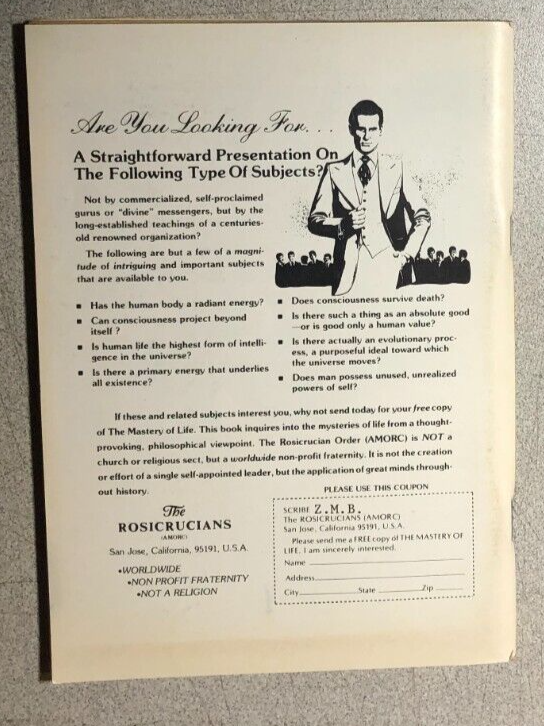 Are You Looking For. . .
A Straightforward Presentation On
The Following Type Of Subjects?
Not by commercialized, self-proclaimed
gurus or "divine" messengers, but by the
long-established teachings of a centuries-
old renowned organization?
The following are but a few of a magni-
tude of intriguing and important subjects
that are available to you.
▪ Has the human body a radiant energy?
▪ Can consciousness project beyond
itself ?
▪ Is human life the highest form of intelli-
gence in the universe?
▪ Is there a primary energy that underlies
all existence?
▪ Does consciousness survive death?
▪ Is there such a thing as an absolute good
—or is good only a human value?
▪ Is there actually an evolutionary proc-
ess, a purposeful ideal toward which
the universe moves?
▪ Does man possess unused, unrealized
powers of self?
If these and related subjects interest you, why not send today for your free copy
of The Mastery of Life. This book inquires into the mysteries of life from a thought-
provoking, philosophical viewpoint. The Rosicrucian Order (AMORC) is NOT a
church or religious sect, but a worldwide non-profit fraternity. It is not the creation
or effort of a single self-appointed leader, but the application of great minds through-
out history.
The
ROSICRUCIANS
(AMORC)
San Jose, California, 95191, U.S.A.
•WORLDWIDE
•NON PROFIT FRATERNITY
•NOT A RELIGION
PLEASE USE THIS COUPON
SCRIBE Z.M.B.
The ROSICRUCIANS (AMORC)
San Jose, California 95191, U.S.A.
Please send me a FREE copy of THE MASTERY OF
LIFE. I am sincerely interested.
Name
Address
City State Zip